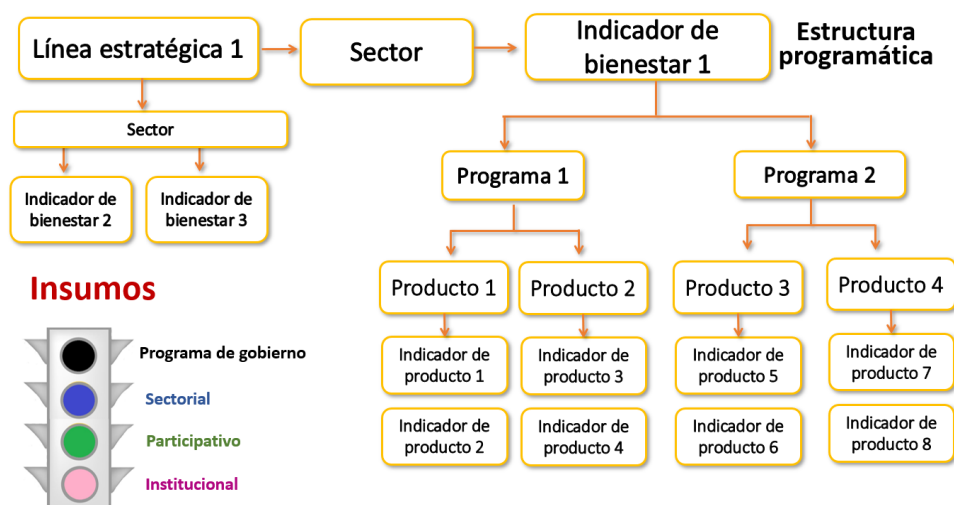 Línea estratégica 1
Sector
Indicador de
bienestar 1
Estructura
programática
Sector
Indicador de
bienestar 2
Indicador de
bienestar 3
Programa 1
Programa 2
Producto 1
Producto 2
Producto 3
Producto 4
Indicador de
producto 1
Indicador de
producto 3
Indicador de
producto 5
Indicador de
producto 7
Indicador de
producto 2
Indicador de
producto 4
Indicador de
producto 6
Indicador de
producto 8
Insumos
Programa de gobierno
Sectorial
Participativo
Institucional